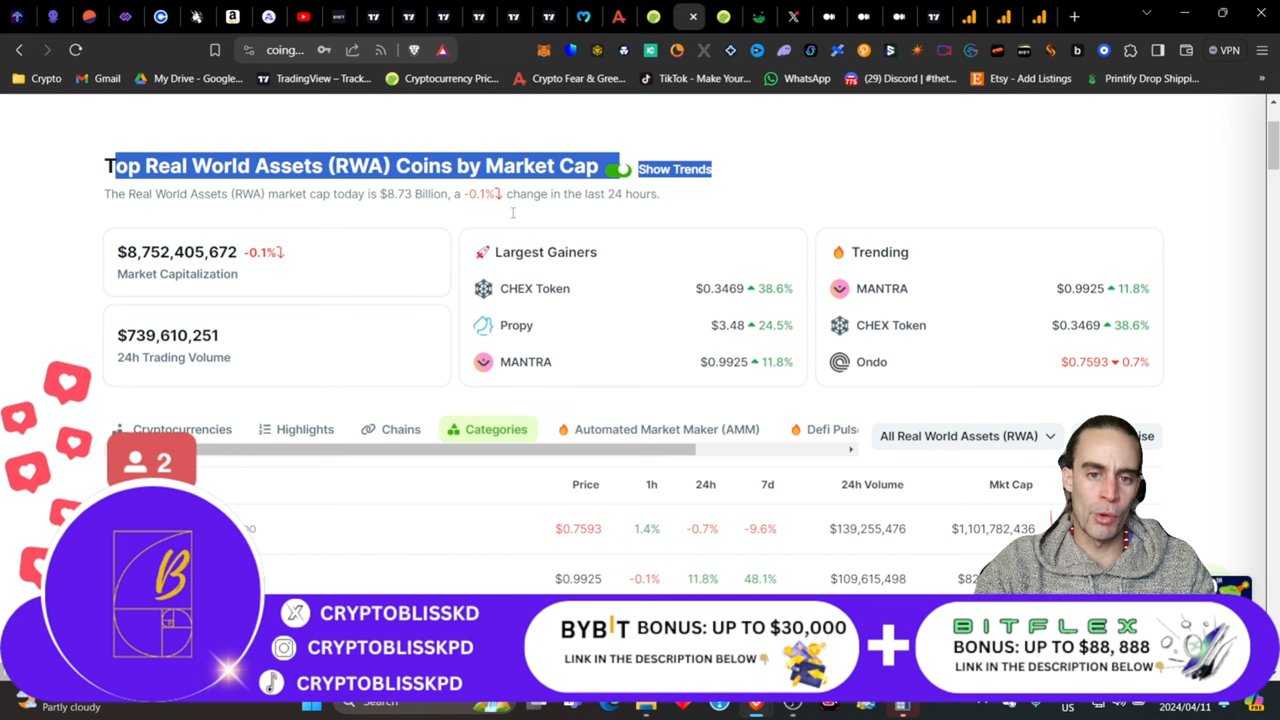 coing...
VPN
Crypto
Gmail
My Drive - Google...
TradingView – Track...
Cryptocurrency Pric...
Crypto Fear & Gree...
TikTok - Make Your...
WhatsApp
(29) Discord | #thet...
Etsy - Add Listings
Printify Drop Shippi...
Top Real World Assets (RWA) Coins by Market Cap
Show Trends
The Real World Assets (RWA) market cap today is $8.73 Billion, a -0.1% change in the last 24 hours.
$8,752,405,672 -0.1%
Market Capitalization
$739,610,251
24h Trading Volume
Largest Gainers
CHEX Token $0.3469 38.6%
Propy $3.48 24.5%
MANTRA $0.9925 11.8%
Trending
MANTRA $0.9925 11.8%
CHEX Token $0.3469 38.6%
Ondo $0.7593 0.7%
Cryptocurrencies
Highlights
Chains
Categories
Automated Market Maker (AMM)
Defi Puls
All Real World Assets (RWA)
ise
Price 1h 24h 7d 24h Volume Mkt Cap
$0.7593 1.4% -0.7% -9.6% $139,255,476 $1,101,782,436
$0.9925 -0.1% 11.8% 48.1% $109,615,498 $82
2
B
CRYPTOBLISSKD
CRYPTOBLISSKPD
CRYPTOBLISSKPD
BYBIT BONUS: UP TO $30,000
LINK IN THE DESCRIPTION BELOW
BITFLEX
BONUS: UP TO $88, 888
LINK IN THE DESCRIPTION BELOW
Partly cloudy
Search
US
2024/04/11